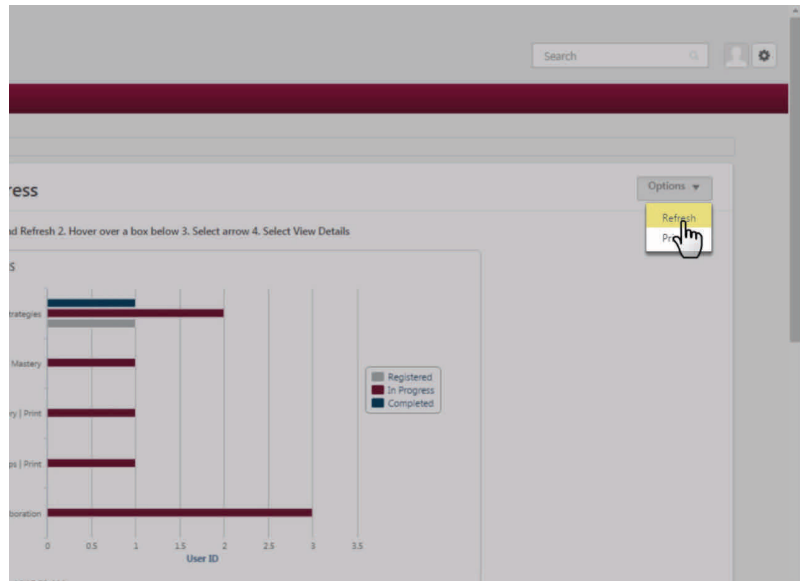 Search
ress
Options
Refresh
nd Refresh 2. Hover over a box below 3. Select arrow 4. Select View Details
s
trategies
Mastery
ry | Print
ps | Print
boration
Registered
In Progress
Completed
0 0.5 1 1.5 2 2.5 3 3.5
User ID